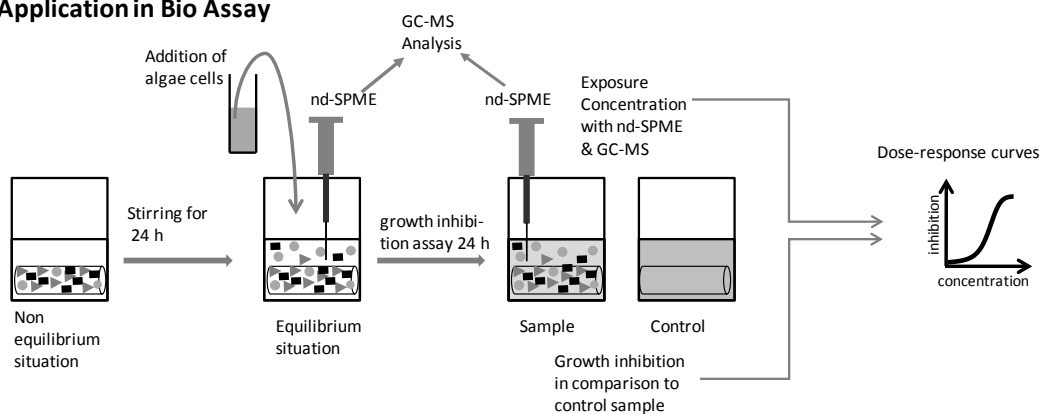 Application in Bio Assay
GC-MS
Analysis
Addition of
algae cells
nd-SPME
nd-SPME
Exposure
Concentration
with nd-SPME
& GC-MS
Dose-response curves
Stirring for
24 h
growth inhibi-
tion assay 24 h
inhibition
concentration
Non
equilibrium
situation
Equilibrium
situation
Sample
Control
Growth inhibition
in comparison to
control sample